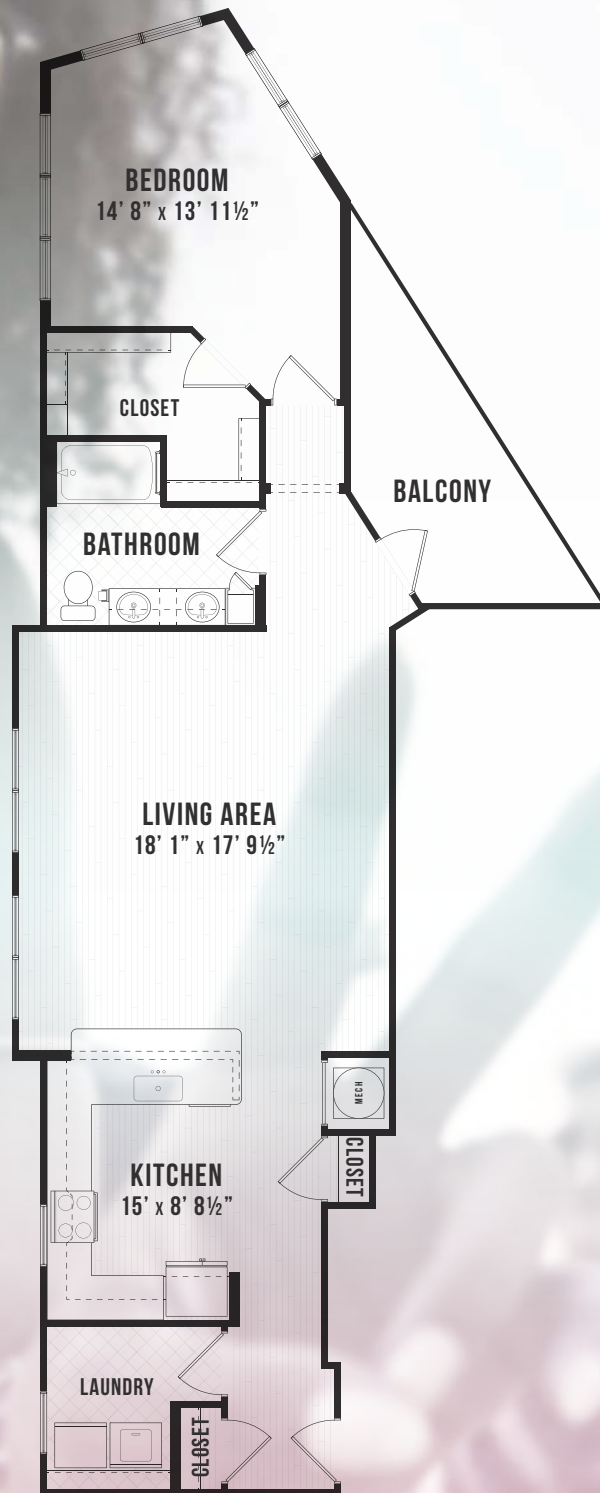 BEDROOM
14' 8" x 13' 11½"
CLOSET
BALCONY
BATHROOM
LIVING AREA
18' 1" x 17' 9½"
MECH
CLOSET
KITCHEN
15' x 8' 8½"
LAUNDRY
CLOSET